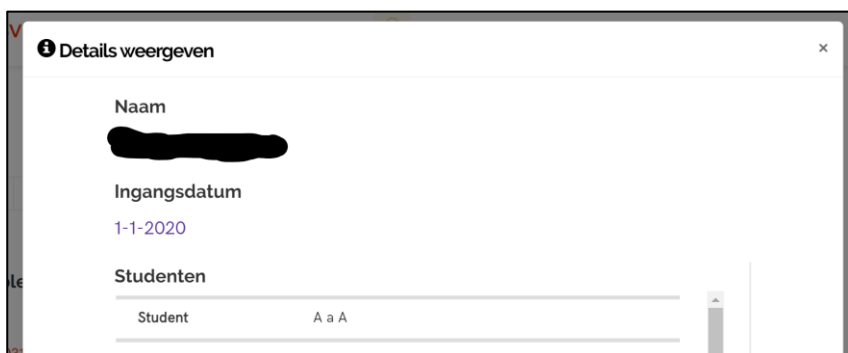 Details weergeven
×
Naam
Ingangsdatum
1-1-2020
Studenten
Student A a A